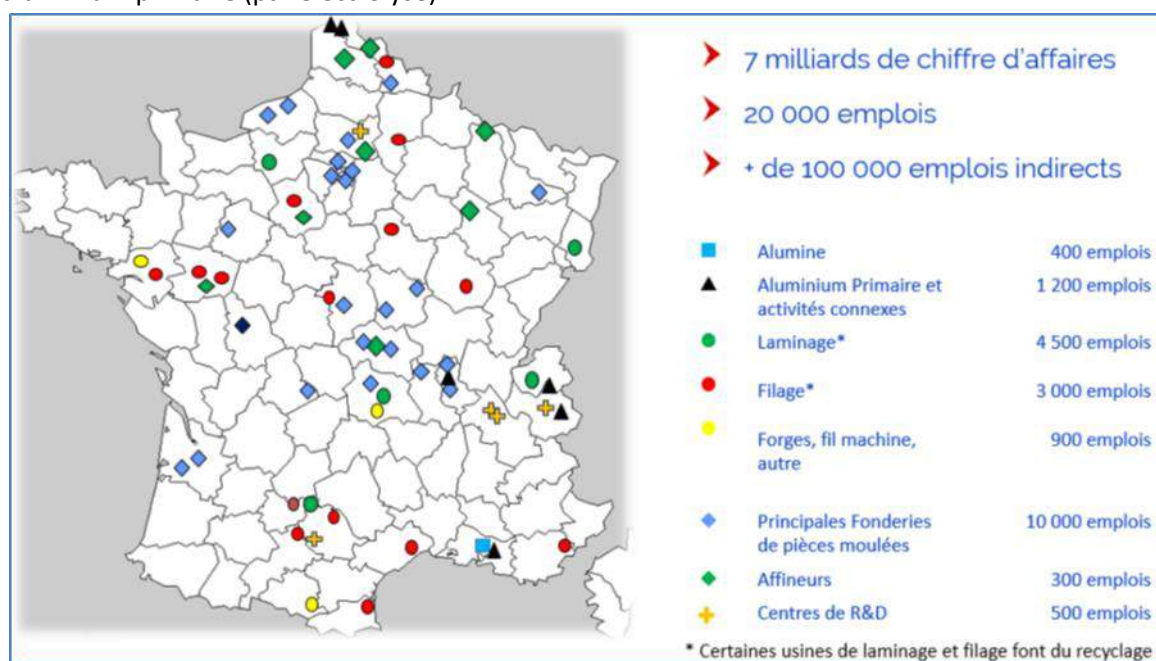 7 milliards de chiffre d'affaires
20 000 emplois
+ de 100 000 emplois indirects
Alumine 400 emplois
Aluminium Primaire et 1 200 emplois
activités connexes
Laminage* 4 500 emplois
Filage* 3 000 emplois
Forges, fil machine, 900 emplois
autre
Principales Fonderies 10 000 emplois
de pièces moulées
Affineurs 300 emplois
Centres de R&D 500 emplois
* Certaines usines de laminage et filage font du recyclage